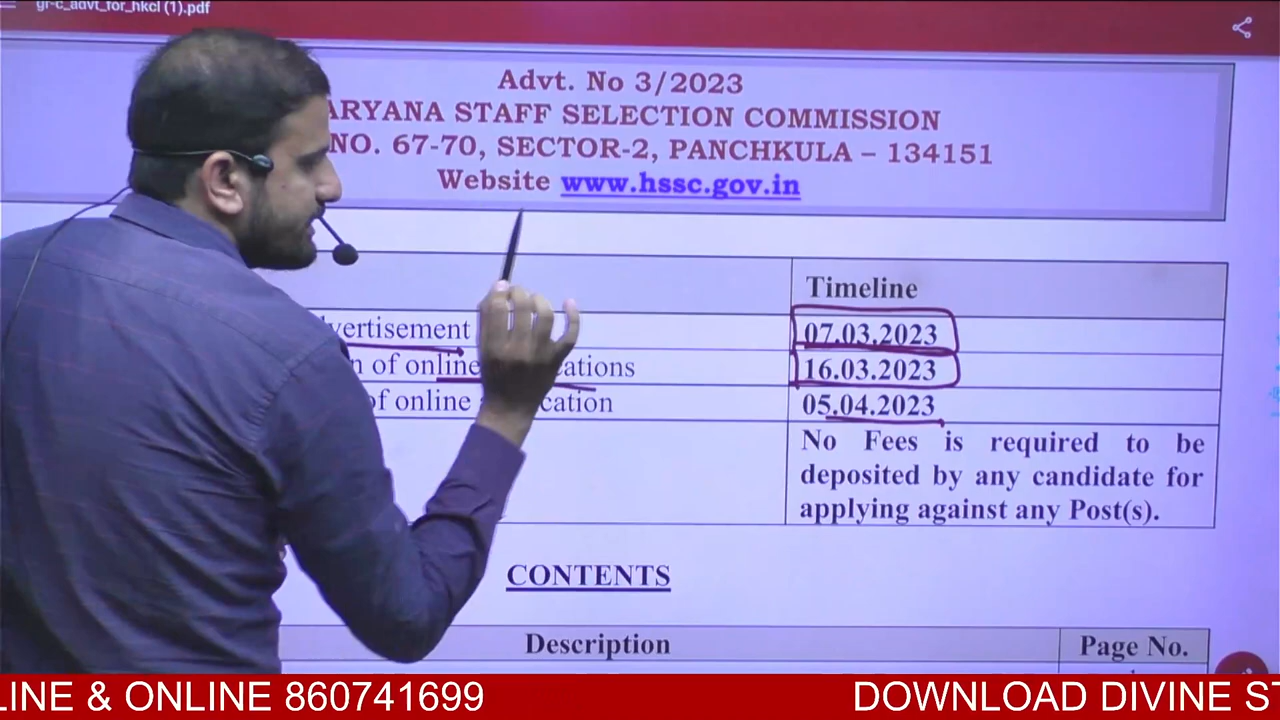 gr-c_advt_for_hkcl (1).pdf
Advt. No 3/2023
ARYANA STAFF SELECTION COMMISSION
NO. 67-70, SECTOR-2, PANCHKULA – 134151
Website www.hssc.gov.in
Timeline
vertisement 07.03.2023
n of online cations 16.03.2023
of online cation 05.04.2023
No Fees is required to be
deposited by any candidate for
applying against any Post(s).
CONTENTS
Description Page No.
LINE & ONLINE 860741699 DOWNLOAD DIVINE ST